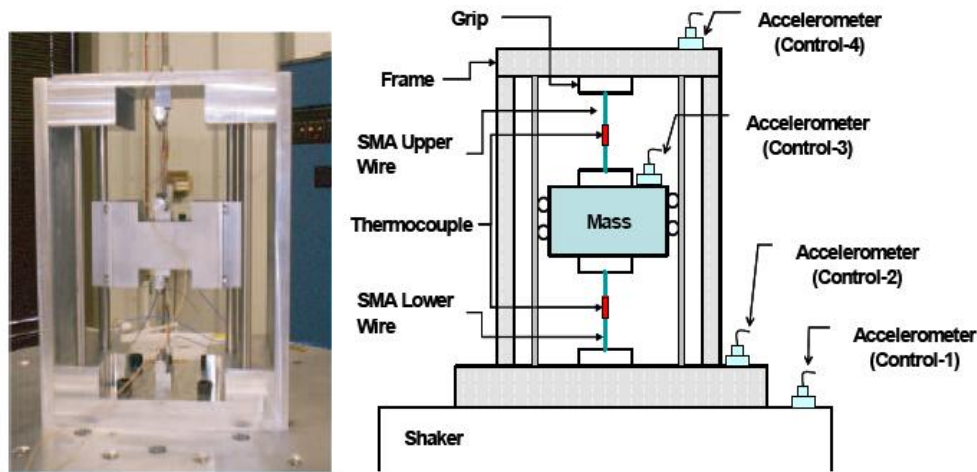 Grip
Accelerometer
(Control-4)
Frame
SMA Upper
Wire
Accelerometer
(Control-3)
Thermocouple
Mass
Accelerometer
(Control-2)
SMA Lower
Wire
Accelerometer
(Control-1)
Shaker